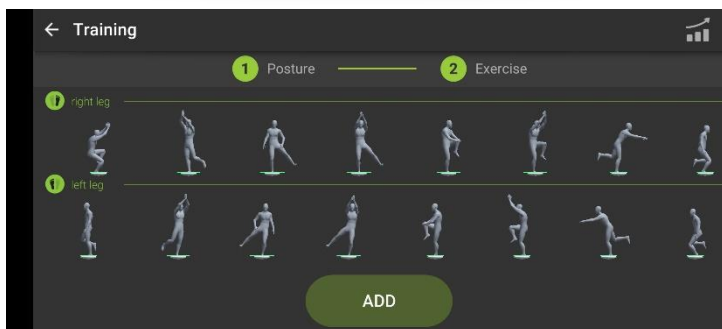 Training
1 Posture 2 Exercise
right leg
left leg
ADD